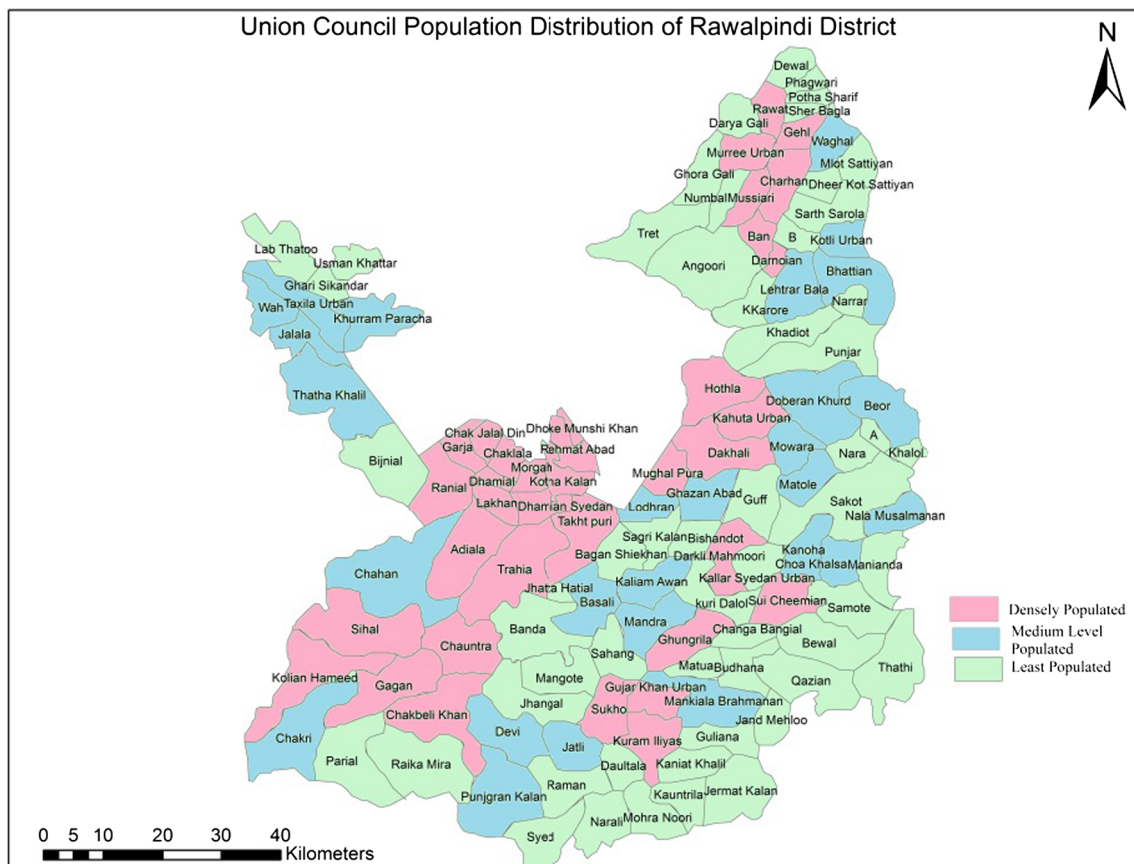 Union Council Population Distribution of Rawalpindi District
N
Dewal
Phagwari
Potha Sharif
Rawat
Sher Bagla
Darya Gali
Gehl
Waghal
Murree Urban
Mlot Sattiyan
Ghora Gali
Charhan
Dheer Kot Sattiyan
Numbal
Mussiari
Sarth Sarola
Tret
Ban
B
Kotli Urban
Lab Thatoo
Usman Khattar
Angoori
Darnoian
Bhattian
Ghari Sikandar
Lehtrar Bala
Wah
Taxila Urban
KKarore
Narrar
Khurram Paracha
Jalala
Khadiot
Punjar
Thatha Khalil
Hothla
Doberan Khurd
Beor
Kahuta Urban
Chak Jalal Din
Dhoke Munshi Khan
A
Garja
Chaklala
Rehmat Abad
Mowara
Dakhali
Nara
Khalol
Bijnial
Morgah
Mughal Pura
Ranial
Dhamial
Kotha Kalan
Matole
Ghazan Abad
Guff
Sakot
Lakhan
Dhamian Syedan
Lodhran
Nala Musalmanan
Takht puri
Sagri Kalan
Bishandot
Adiala
Bagan Shiekhan
Darkli Mahmoori
Kanoha
Choa Khalsa
Manianda
Chahan
Trahia
Kaliam Awan
Kallar Syedan Urban
Jhatta Hatial
Basali
kuri Dalol
Sui Cheemian
Samote
Sihal
Banda
Mandra
Changa Bangial
Chauntra
Ghungrila
Bewal
Sahang
Matua
Budhana
Thathi
Kolian Hameed
Gagan
Mangote
Qazian
Gujar Khan Urban
Jhangal
Sukho
Mankiala Brahmanan
Chakbeli Khan
Jand Mehloo
Chakri
Devi
Jatli
Kuram Iliyas
Guliana
Parial
Raika Mira
Daultala
Kaniat Khalil
Punjgran Kalan
Raman
Kauntrila
Jermat Kalan
Syed
Narali
Mohra Noori
Densely Populated
Medium Level
Populated
Least Populated
0 5 10 20 30 40
Kilometers